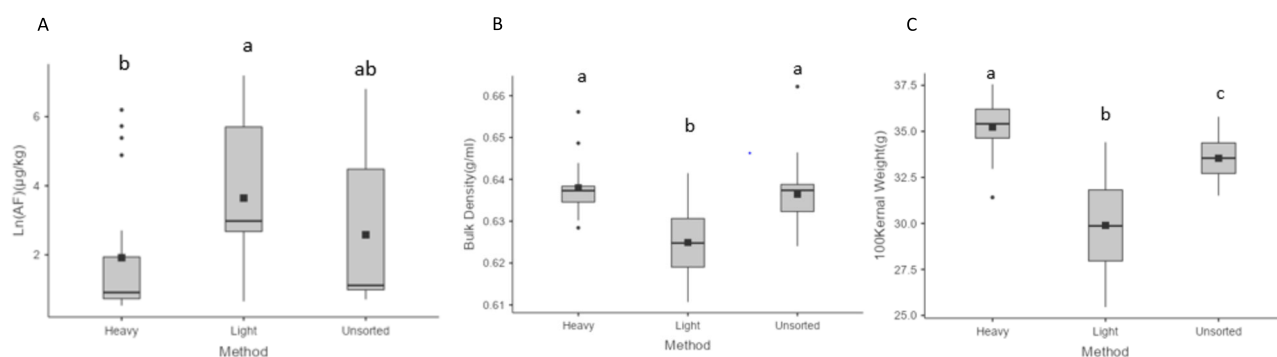 A
b
a
ab
Ln(AF)(µg/kg)
6
4
2
Heavy
Light
Unsorted
Method
B
a
b
a
Bulk Density(g/ml)
0.66
0.65
0.64
0.63
0.62
0.61
Heavy
Light
Unsorted
Method
C
a
b
c
100Kernal Weight(g)
37.5
35.0
32.5
30.0
27.5
25.0
Heavy
Light
Unsorted
Method